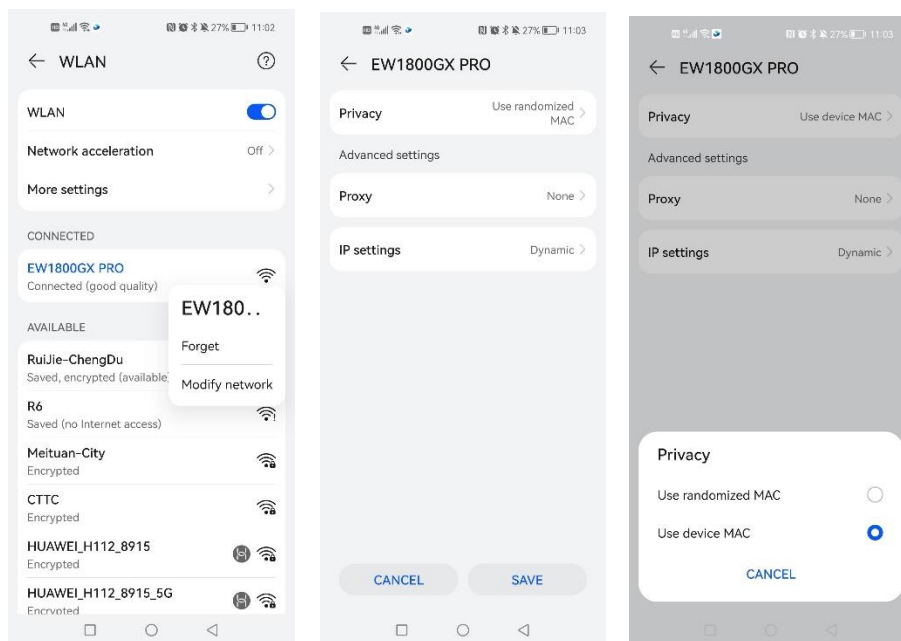 27% 11:02
WLAN
WLAN
Network acceleration Off
More settings
CONNECTED
EW1800GX PRO
Connected (good quality)
EW180..
Forget
Modify network
AVAILABLE
RuiJie-ChengDu
Saved, encrypted (available)
R6
Saved (no Internet access)
Meituan-City
Encrypted
CTTC
Encrypted
HUAWEI_H112_8915
Encrypted
HUAWEI_H112_8915_5G
Encrypted
27% 11:03
EW1800GX PRO
Privacy Use randomized
MAC
Advanced settings
Proxy None
IP settings Dynamic
CANCEL SAVE
27% 11:03
EW1800GX PRO
Privacy Use device MAC
Advanced settings
Proxy None
IP settings Dynamic
Privacy
Use randomized MAC
Use device MAC
CANCEL